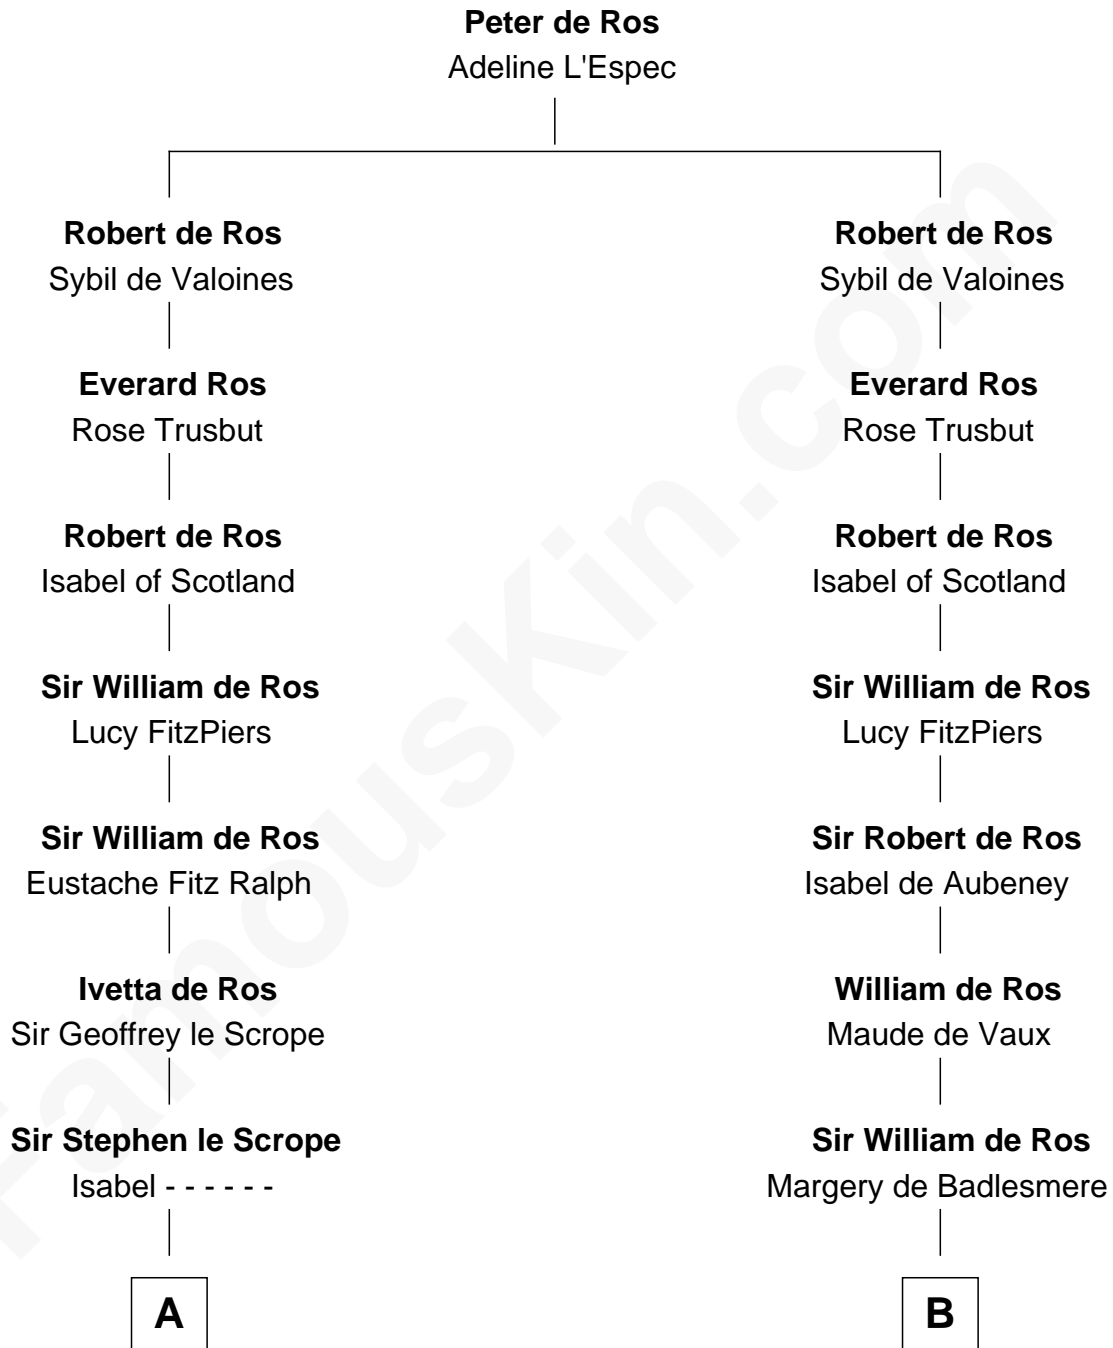 Peter de Ros
Adeline L'Espec
Robert de Ros
Sybil de Valoines
Everard Ros
Rose Trusbut
Robert de Ros
Isabel of Scotland
Sir William de Ros
Lucy FitzPiers
Sir William de Ros
Eustache Fitz Ralph
Ivetta de Ros
Sir Geoffrey le Scrope
Sir Stephen le Scrope
Isabel - - - - - -
A
Robert de Ros
Sybil de Valoines
Everard Ros
Rose Trusbut
Robert de Ros
Isabel of Scotland
Sir William de Ros
Lucy FitzPiers
Sir Robert de Ros
Isabel de Aubeney
William de Ros
Maude de Vaux
Sir William de Ros
Margery de Badlesmere
B
FamousKin.com